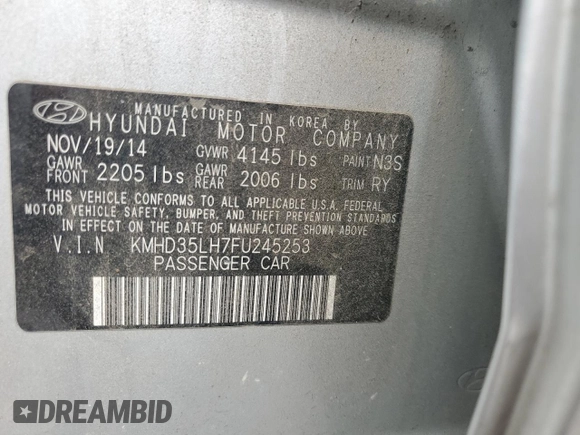 MANUFACTURED IN KOREA BY
HYUNDAI MOTOR COMPANY
NOV/19/14 GVWR 4145 lbs PAINT N3S
GAWR FRONT 2205 lbs GAWR REAR 2006 lbs TRIM RY
THIS VEHICLE CONFORMS TO ALL APPLICABLE U.S.A. FEDERAL
MOTOR VEHICLE SAFETY, BUMPER, AND THEFT PREVENTION STANDARDS
IN EFFECT ON THE DATE OF MANUFACTURE SHOWN ABOVE.
V.I.N KMHD35LH7FU245253
PASSENGER CAR
DREAMBID